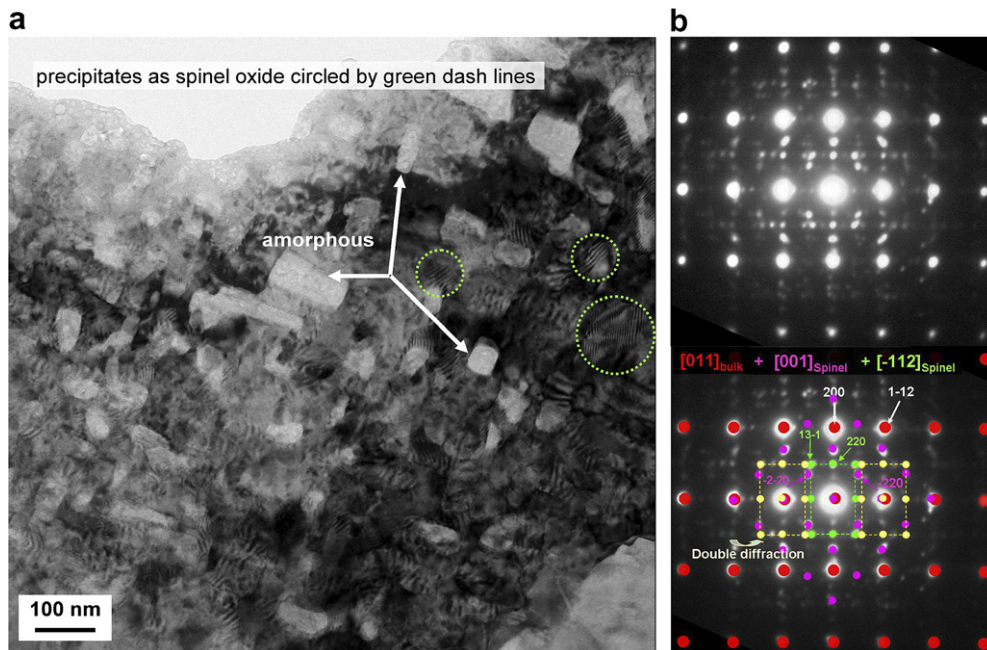 a
precipitates as spinel oxide circled by green dash lines
amorphous
100 nm
b
[011]bulk + [001]Spinel + [-112]Spinel
200
1-12
13-1
220
-2-20
-220
Double diffraction